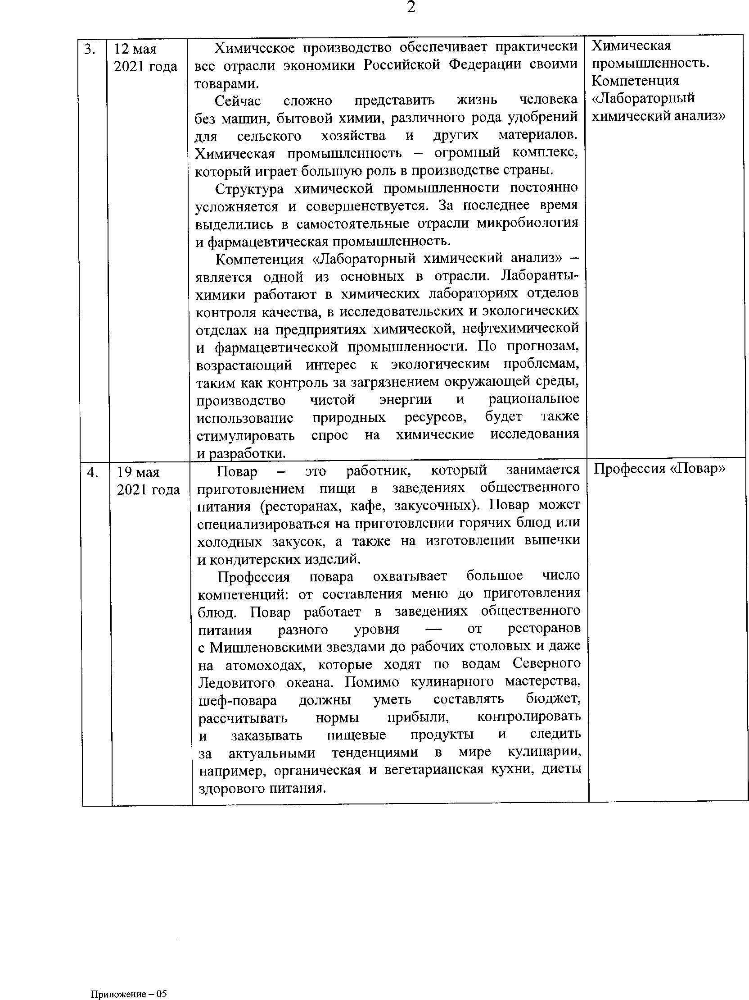 2
3.
12 мая
2021 года
Химическое производство обеспечивает практически
все отрасли экономики Российской Федерации своими
товарами.
Сейчас сложно представить жизнь человека
без машин, бытовой химии, различного рода удобрений
для сельского хозяйства и других материалов.
Химическая промышленность – огромный комплекс,
который играет большую роль в производстве страны.
Структура химической промышленности постоянно
усложняется и совершенствуется. За последнее время
выделились в самостоятельные отрасли микробиология
и фармацевтическая промышленность.
Компетенция «Лабораторный химический анализ» –
является одной из основных в отрасли. Лаборанты-
химики работают в химических лабораториях отделов
контроля качества, в исследовательских и экологических
отделах на предприятиях химической, нефтехимической
и фармацевтической промышленности. По прогнозам,
возрастающий интерес к экологическим проблемам,
таким как контроль за загрязнением окружающей среды,
производство чистой энергии и рациональное
использование природных ресурсов, будет также
стимулировать спрос на химические исследования
и разработки.
Химическая
промышленность.
Компетенция
«Лабораторный
химический анализ»
4.
19 мая
2021 года
Повар – это работник, который занимается
приготовлением пищи в заведениях общественного
питания (ресторанах, кафе, закусочных). Повар может
специализироваться на приготовлении горячих блюд или
холодных закусок, а также на изготовлении выпечки
и кондитерских изделий.
Профессия повара охватывает большое число
компетенций: от составления меню до приготовления
блюд. Повар работает в заведениях общественного
питания разного уровня — от ресторанов
с Мишленовскими звездами до рабочих столовых и даже
на атомоходах, которые ходят по водам Северного
Ледовитого океана. Помимо кулинарного мастерства,
шеф-повара должны уметь составлять бюджет,
рассчитывать нормы прибыли, контролировать
и заказывать пищевые продукты и следить
за актуальными тенденциями в мире кулинарии,
например, органическая и вегетарианская кухни, диеты
здорового питания.
Профессия «Повар»
Приложение – 05